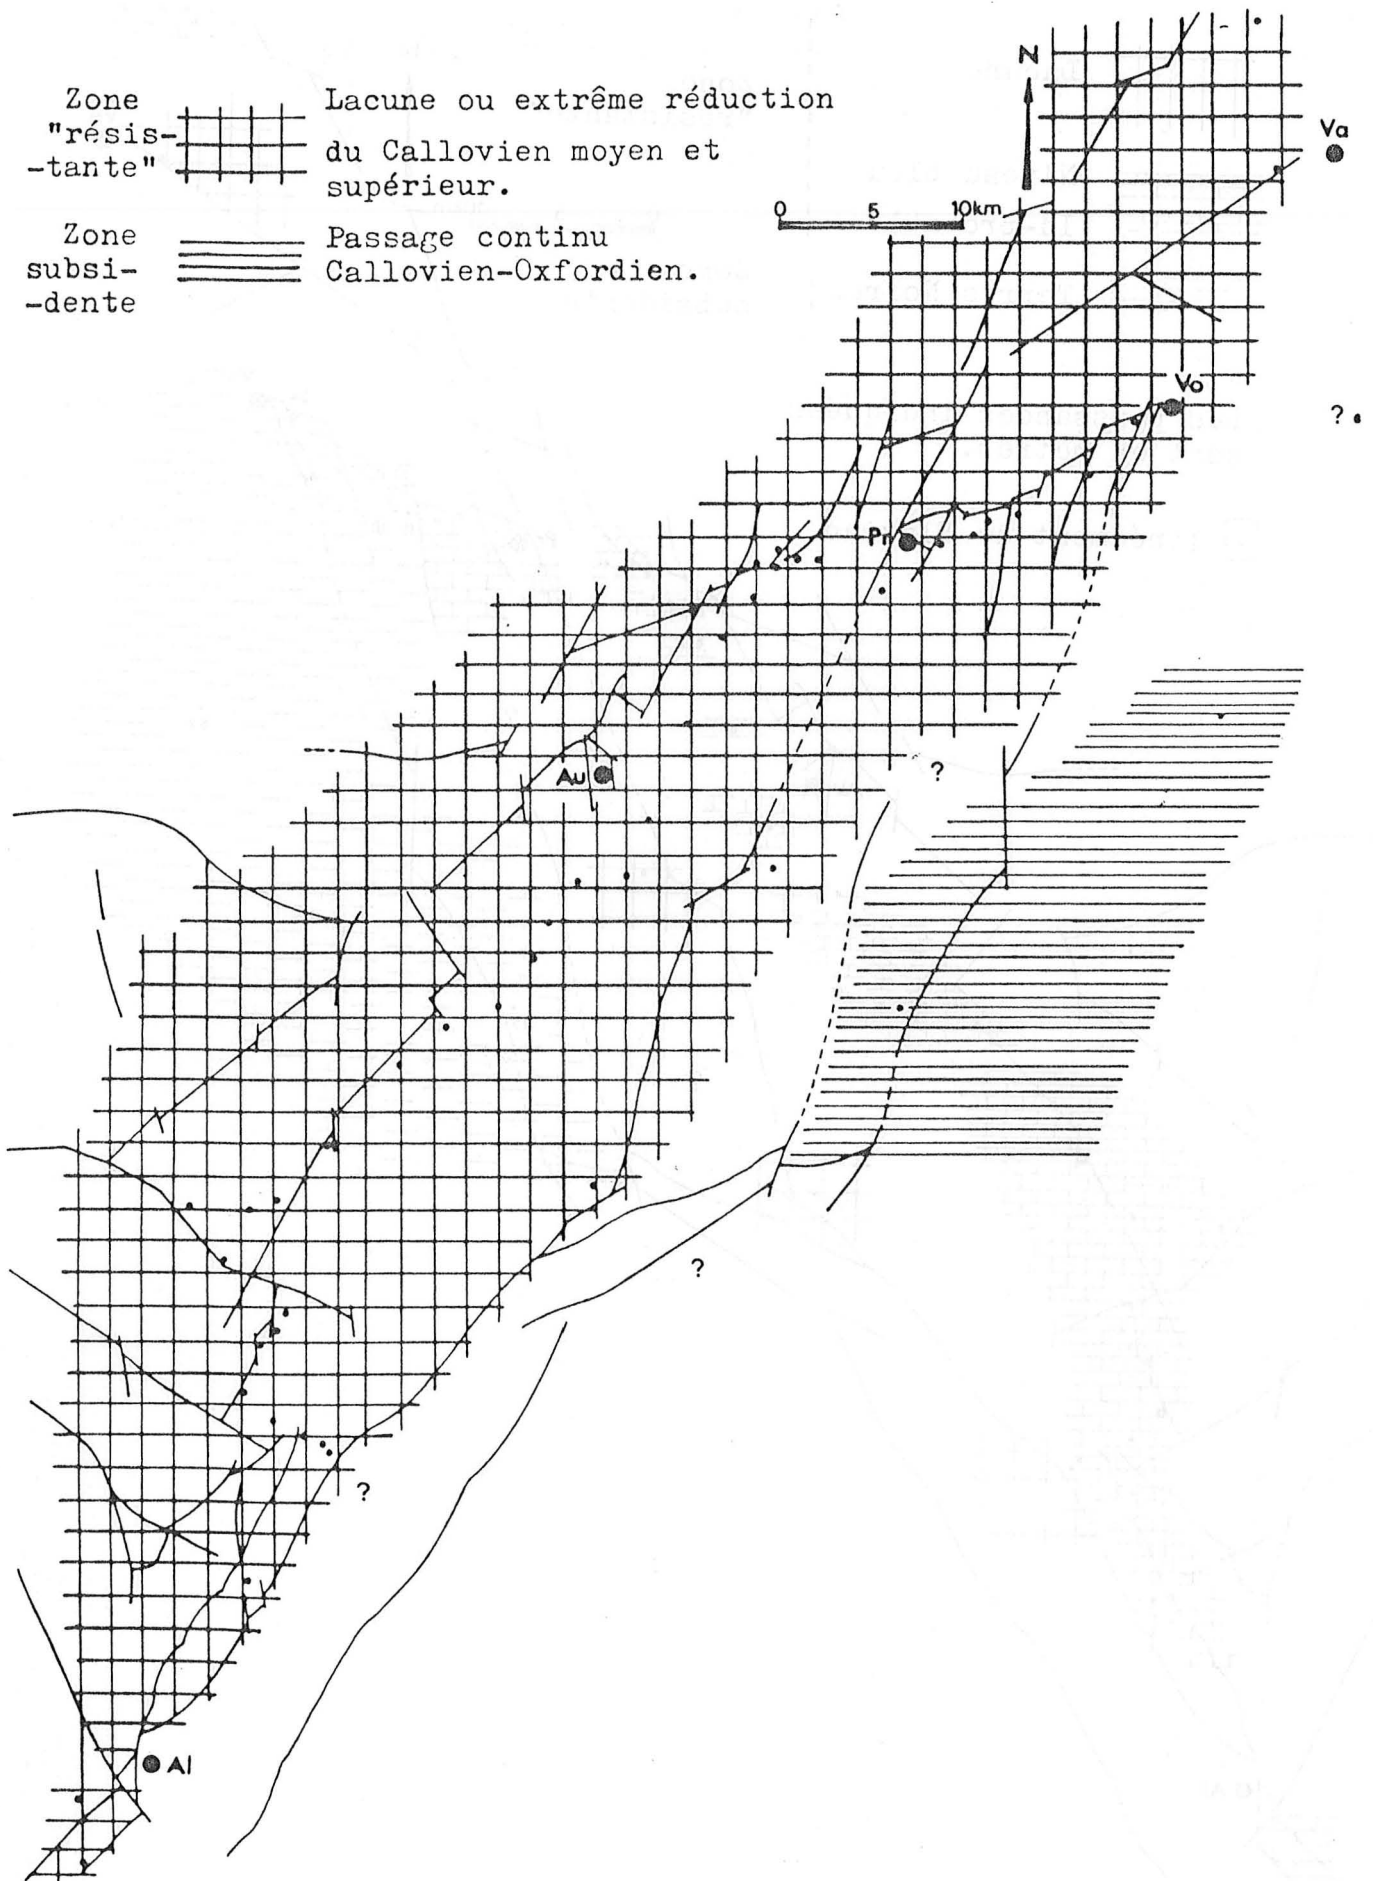 Zone
"résis-
-tante"
Lacune ou extrême réduction
du Callovien moyen et
supérieur.
Zone
subsi-
-dente
Passage continu
Callovien-Oxfordien.
N
0 5 10km
Va
Vo
? 
Pr
?
Au
?
?
Al